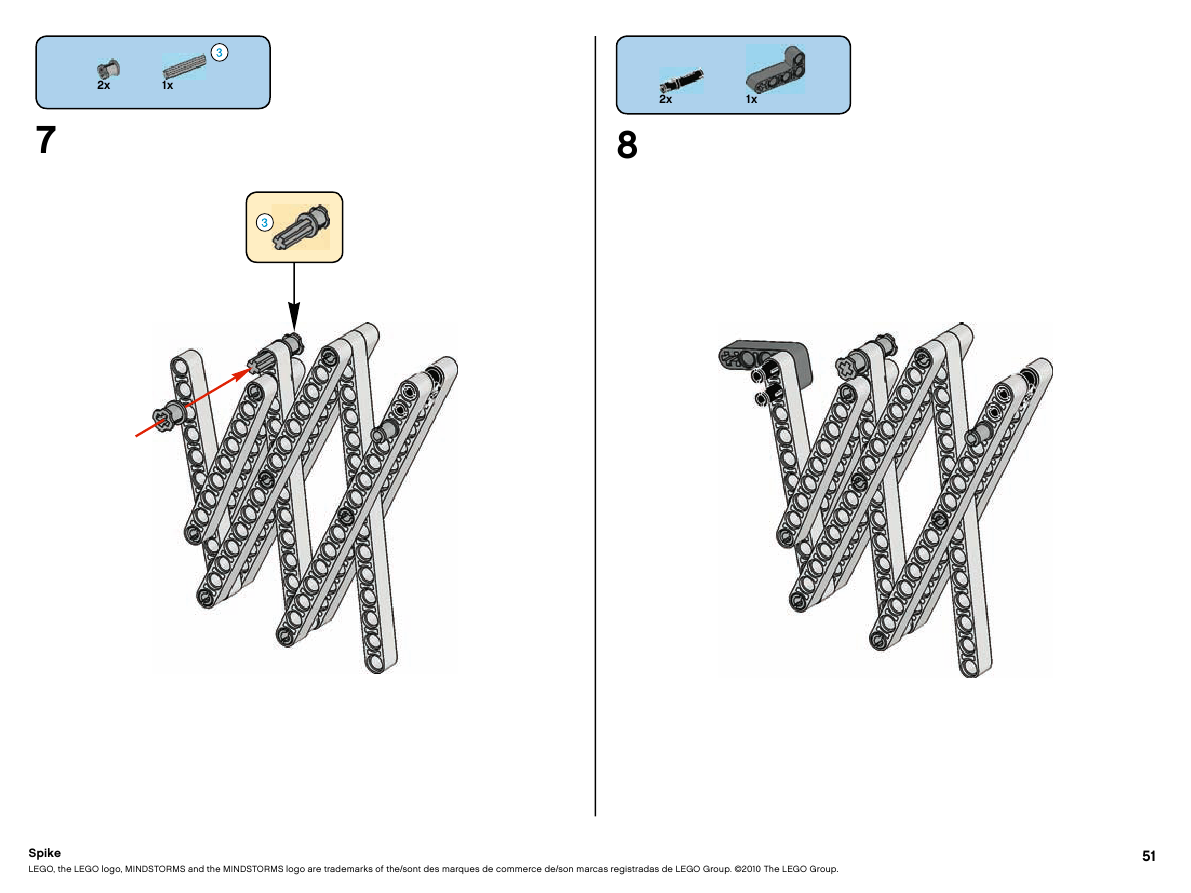 3
2x 1x
7
3
2x 1x
8
Spike
LEGO, the LEGO logo, MINDSTORMS and the MINDSTORMS logo are trademarks of the/sont des marques de commerce de/son marcas registradas de LEGO Group. ©2010 The LEGO Group.
51